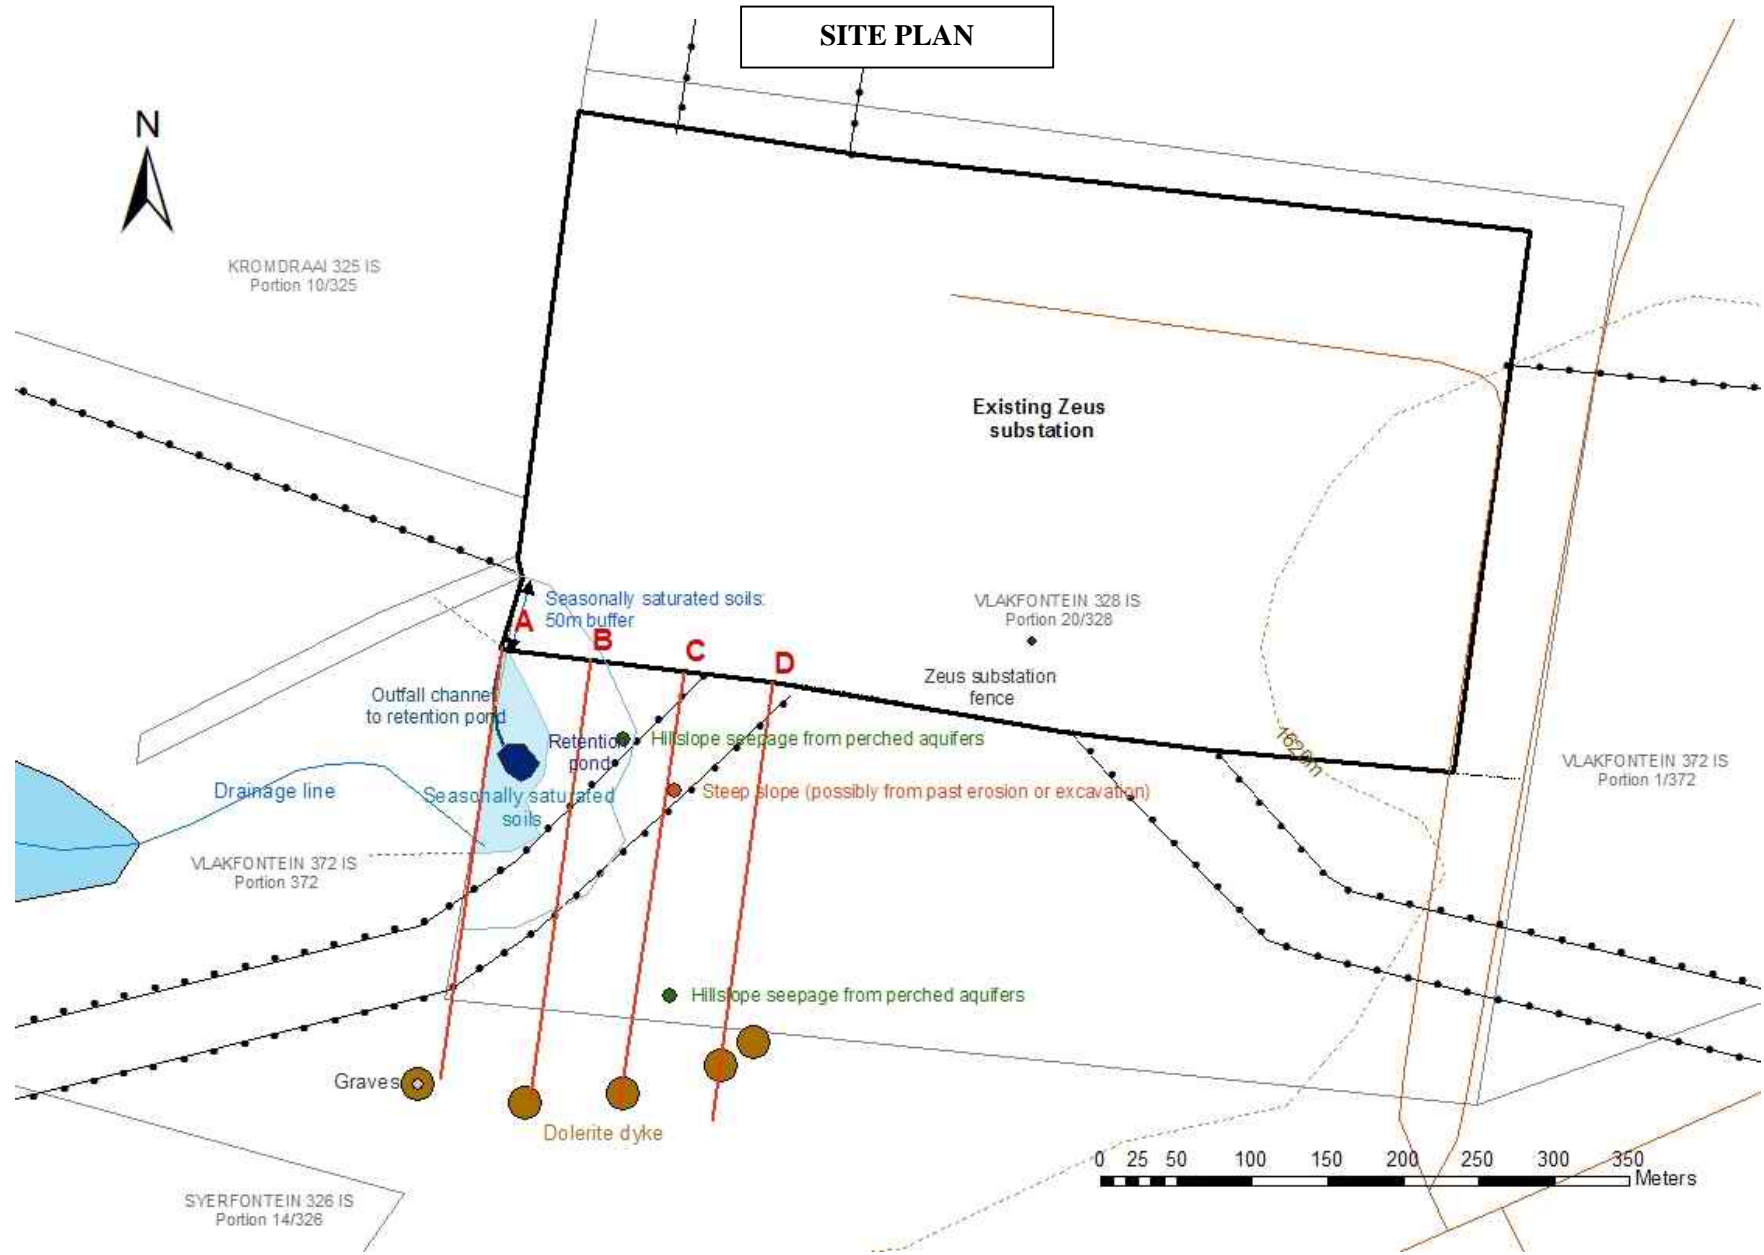 SITE PLAN
N
KROMDRAAI 325 IS
Portion 10/325
Existing Zeus
substation
Seasonally saturated soils:
50m buffer
VLAKFONTEIN 328 IS
Portion 20/328
A
B
C
D
Zeus substation
fence
Outfall channel
to retention pond
Retention
pond
Hillslope seepage from perched aquifers
1620m
VLAKFONTEIN 372 IS
Portion 1/372
Drainage line
Seasonally saturated
soils
Steep slope (possibly from past erosion or excavation)
VLAKFONTEIN 372 IS
Portion 372
Hillslope seepage from perched aquifers
Graves
Dolerite dyke
0 25 50 100 150 200 250 300 350
Meters
SYERFONTEIN 326 IS
Portion 14/326